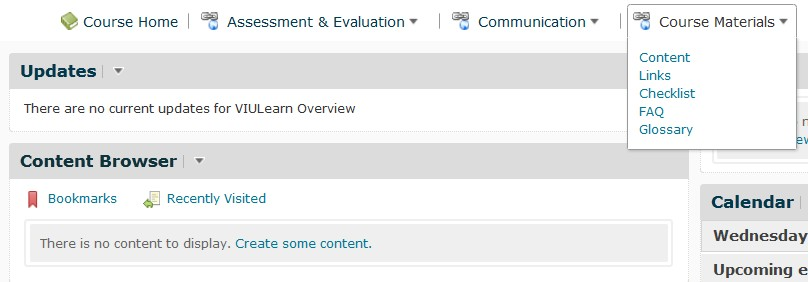 Course Home
Assessment & Evaluation
Communication
Course Materials
Content
Links
Checklist
FAQ
Glossary
Updates
There are no current updates for VIULearn Overview
Content Browser
Bookmarks
Recently Visited
There is no content to display. Create some content.
Calendar
Wednesday
Upcoming e